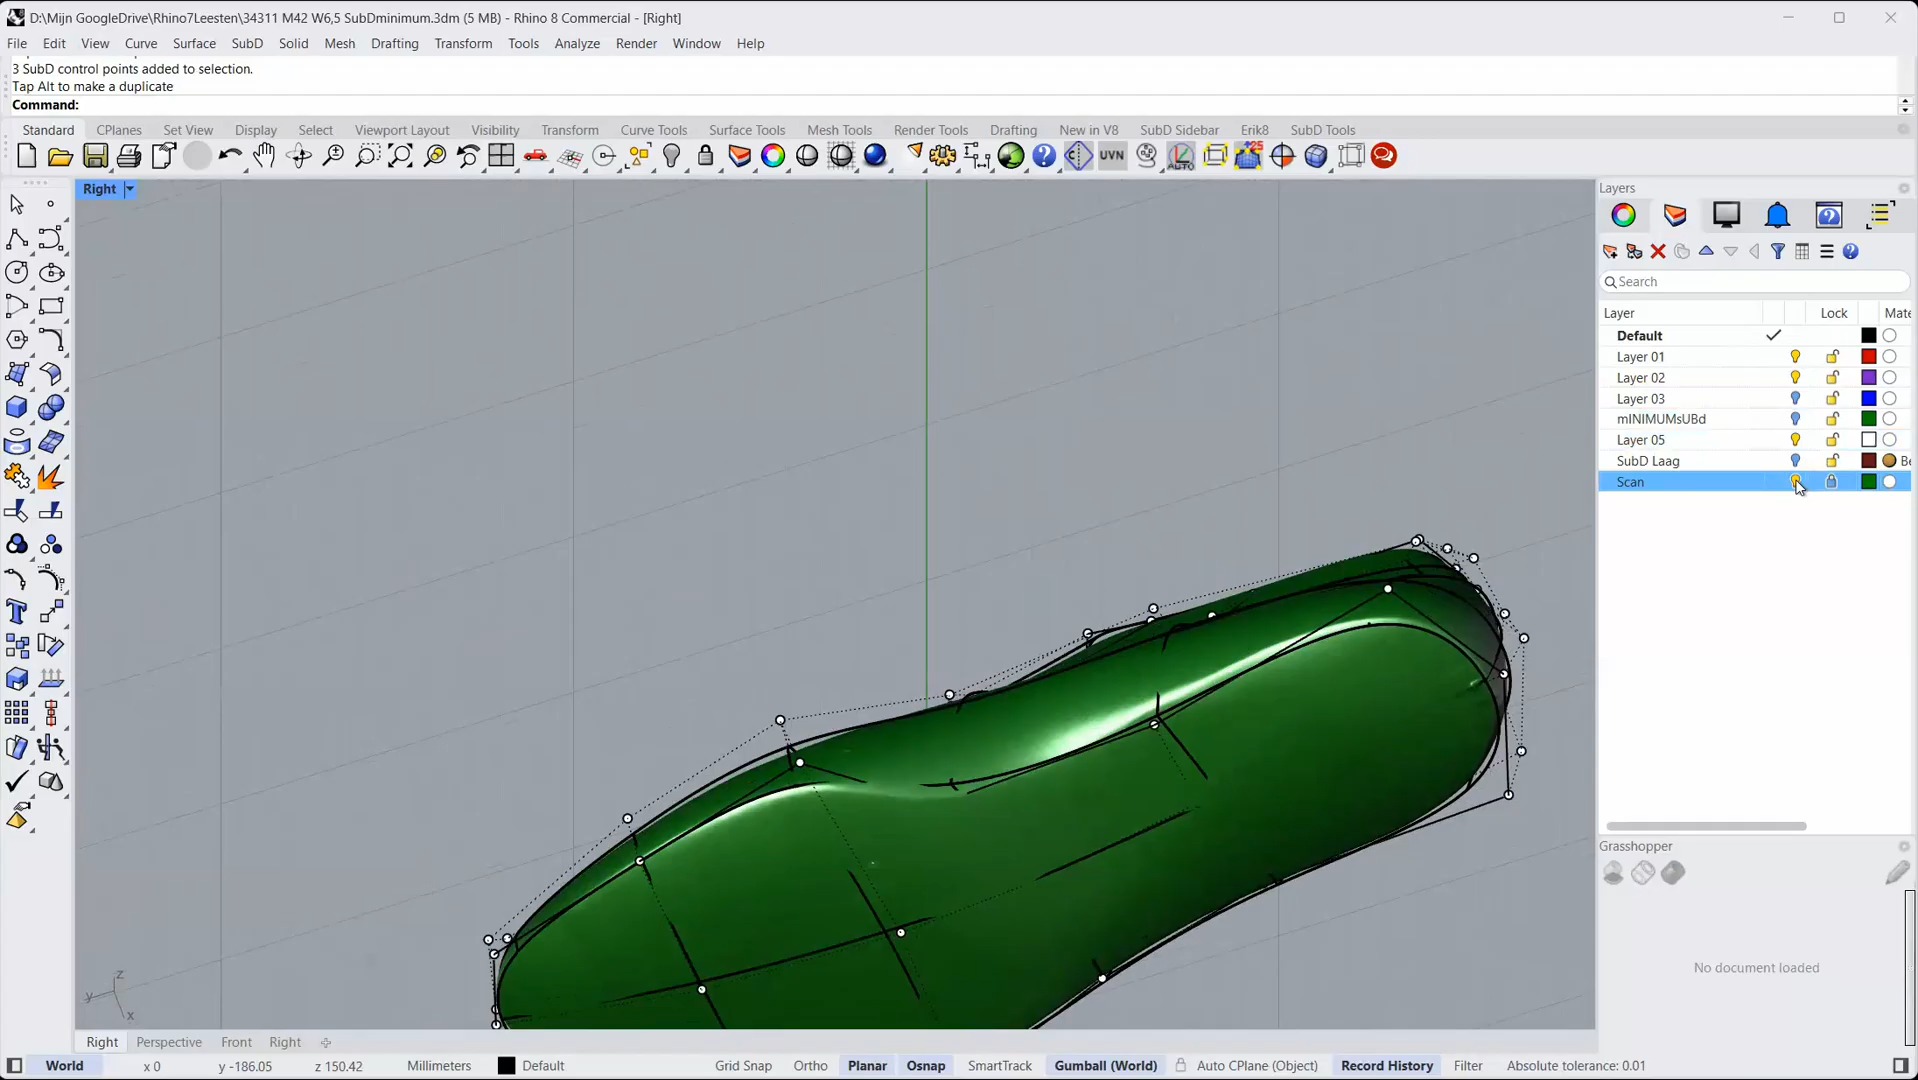 D:\Mijn GoogleDrive\Rhino7Leesten\34311 M42 W6,5 SubDminimum.3dm (5 MB) - Rhino 8 Commercial - [Right]
File Edit View Curve Surface SubD Solid Mesh Drafting Transform Tools Analyze Render Window Help
3 SubD control points added to selection.
Tap Alt to make a duplicate
Command:
Standard CPlanes Set View Display Select Viewport Layout Visibility Transform Curve Tools Surface Tools Mesh Tools Render Tools Drafting New in V8 SubD Sidebar Erik8 SubD Tools
UVN AUTO
Right
Layers
Search
Layer Lock Mate
Default
Layer 01
Layer 02
Layer 03
mINIMUMsUBd
Layer 05
SubD Laag Be
Scan
Grasshopper
No document loaded
z
y
x
Right Perspective Front Right
World x 0 y -186.05 z 150.42 Millimeters Default Grid Snap Ortho Planar Osnap SmartTrack Gumball (World) Auto CPlane (Object) Record History Filter Absolute tolerance: 0.01